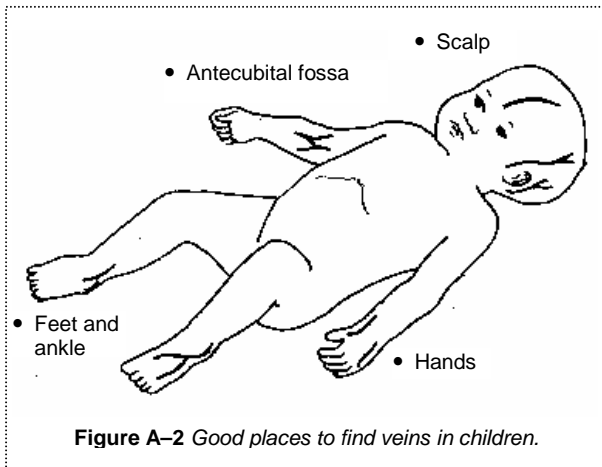 • Scalp
• Antecubital fossa
• Feet and
ankle
• Hands
Figure A–2 Good places to find veins in children.